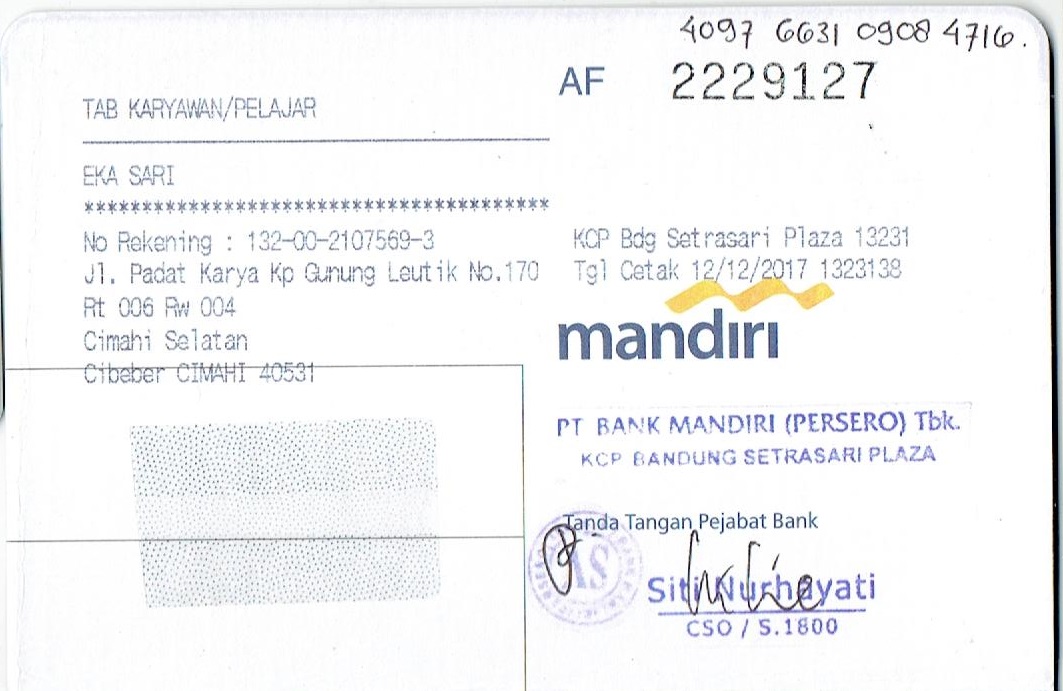 4097 6631 0908 4716.
AF 2229127
TAB KARYAWAN/PELAJAR
EKA SARI
****************************************
No Rekening : 132-00-2107569-3
Jl. Padat Karya Kp Gunung Leutik No.170
Rt 006 Rw 004
Cimahi Selatan
Cibeber CIMAHI 40531
KCP Bdg Setrasari Plaza 13231
Tgl Cetak 12/12/2017 1323138
mandırı
PT BANK MANDIRI (PERSERO) Tbk.
KCP BANDUNG SETRASARI PLAZA
Tanda Tangan Pejabat Bank
Siti Nurhayati
CSO / S.1800